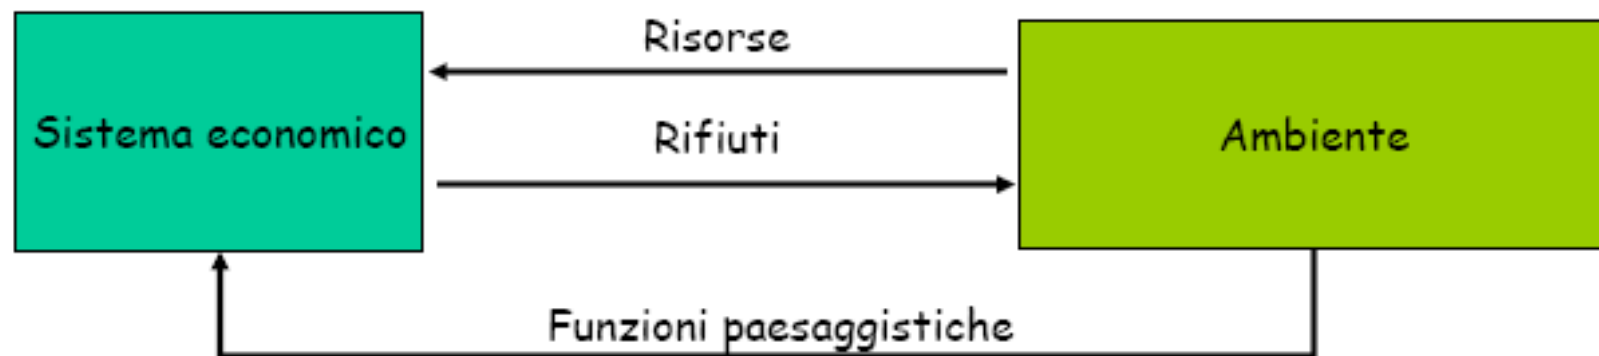 Risorse
Sistema economico
Rifiuti
Ambiente
Funzioni paesaggistiche